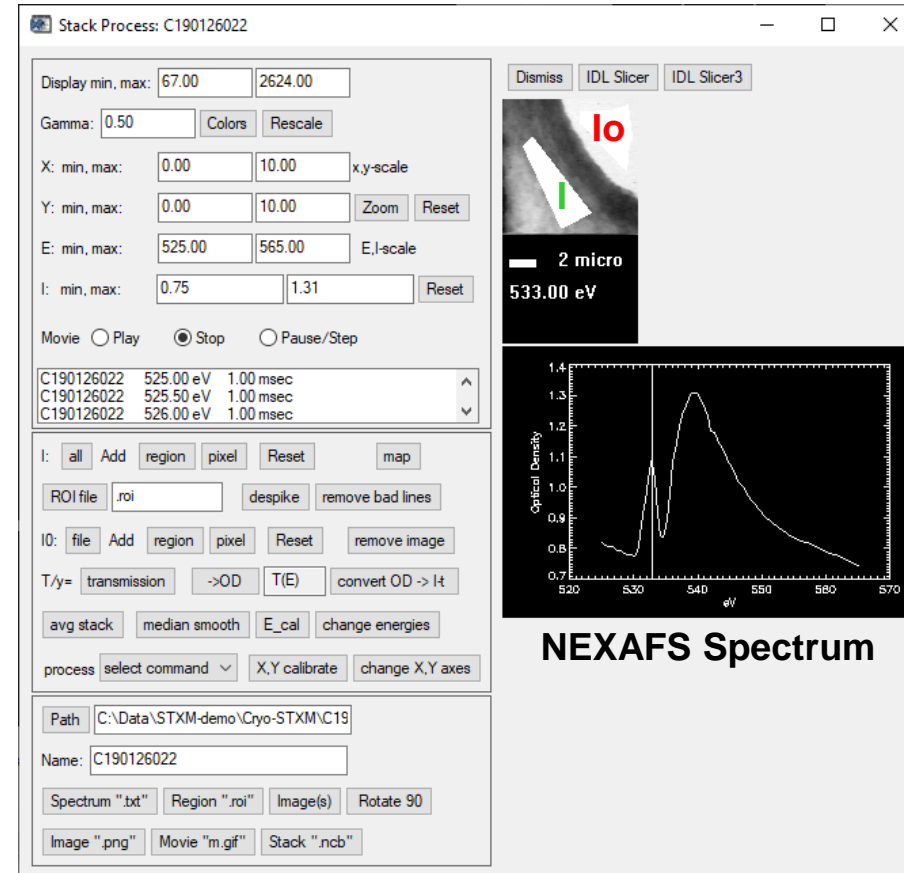 Stack Process: C190126022
Display min, max: 67.00 2624.00
Gamma: 0.50 Colors Rescale
X: min, max: 0.00 10.00 x,y-scale
Y: min, max: 0.00 10.00 Zoom Reset
E: min, max: 525.00 565.00 E,I-scale
I: min, max: 0.75 1.31 Reset
Movie Play Stop Pause/Step
C190126022 525.00 eV 1.00 msec
C190126022 525.50 eV 1.00 msec
C190126022 526.00 eV 1.00 msec
I: all Add region pixel Reset map
ROI file .roi despike remove bad lines
I0: file Add region pixel Reset remove image
T/y= transmission ->OD T(E) convert OD -> I-t
avg stack median smooth E_cal change energies
process select command X,Y calibrate change X,Y axes
Path C:\Data\STXM-demo\Cryo-STXM\C19
Name: C190126022
Spectrum ".txt" Region ".roi" Image(s) Rotate 90
Image ".png" Movie "m.gif" Stack ".ncb"
Dismiss IDL Slicer IDL Slicer3
Io
I
2 micro
533.00 eV
1.4
1.3
1.2
1.1
1.0
0.9
0.8
0.7
Optical Density
520 530 540 550 560 570
eV
NEXAFS Spectrum